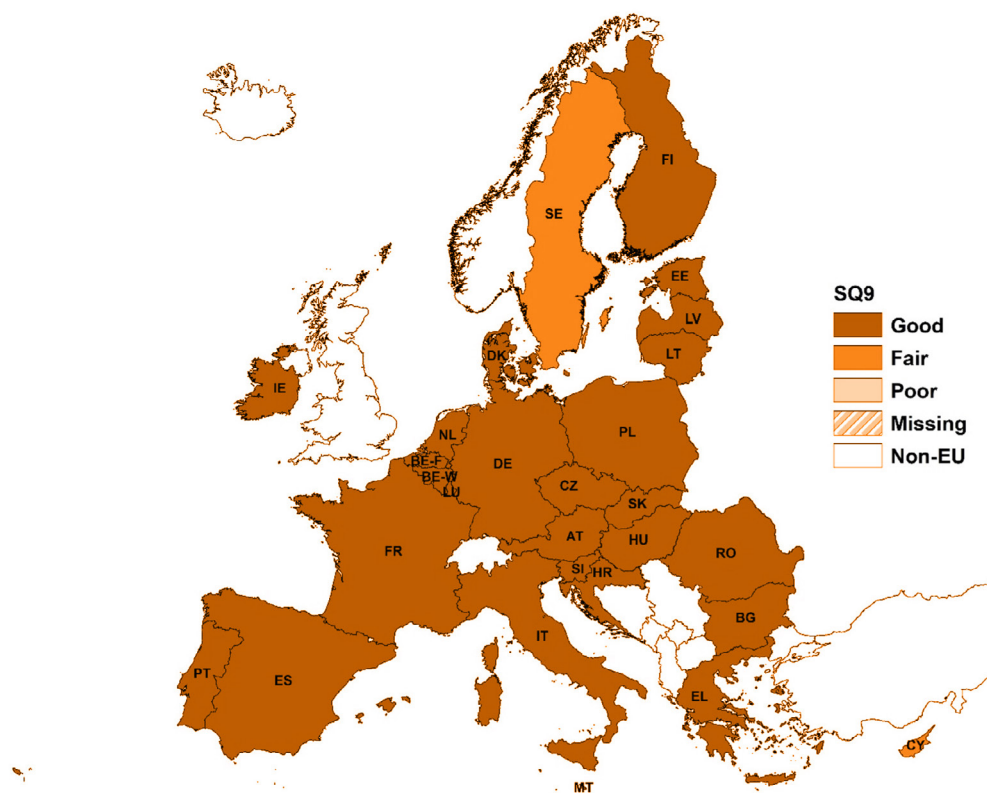 FI
SE
EE
SQ9
LV
Good
DK
LT
Fair
IE
Poor
Missing
NL
PL
Non-EU
BE-F
DE
BE-W
CZ
LU
SK
AT
HU
FR
RO
SI
HR
BG
IT
PT
ES
EL
CY
MT